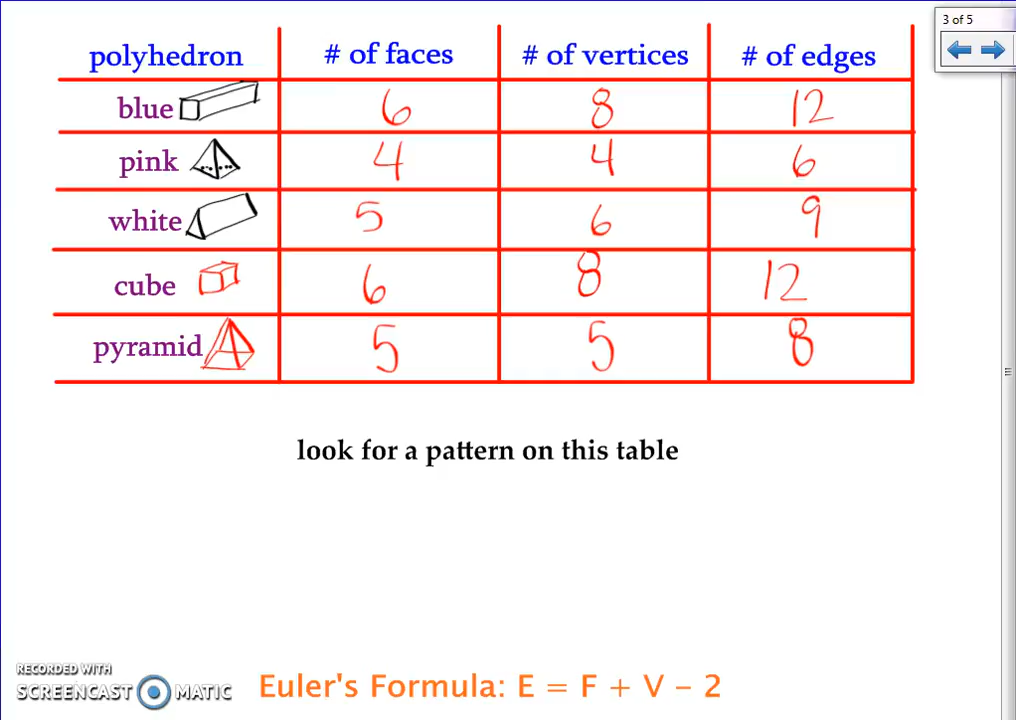 3 of 5
polyhedron # of faces # of vertices # of edges
blue 6 8 12
pink 4 4 6
white 5 6 9
cube 6 8 12
pyramid 5 5 8
look for a pattern on this table
RECORDED WITH
SCREENCAST MATIC
Euler's Formula: E = F + V − 2